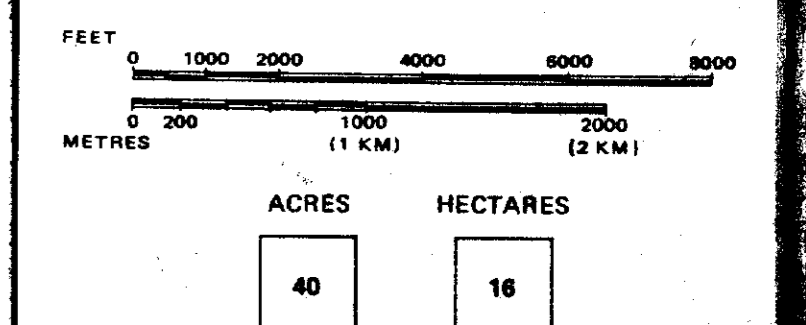 FEET
0 1000 2000 4000 6000 8000
0 200 1000 2000
METRES (1 KM) (2 KM)
ACRES HECTARES
40 16